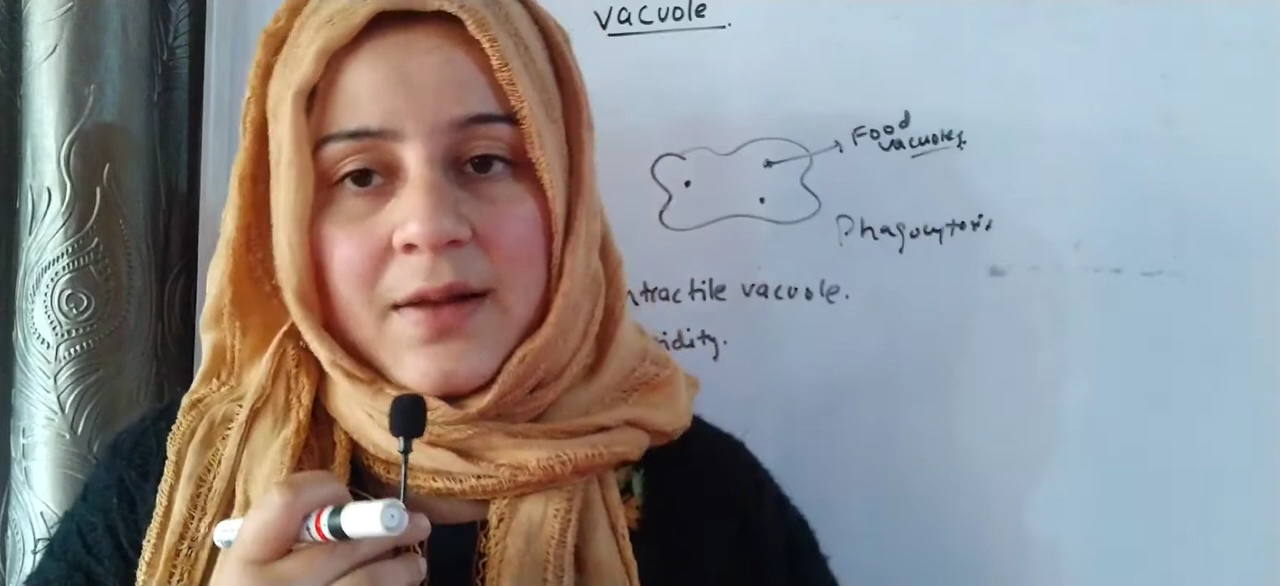 vacuole.
Food
vacuoles.
Phagocytosis
ntractile vacuole.
idity.